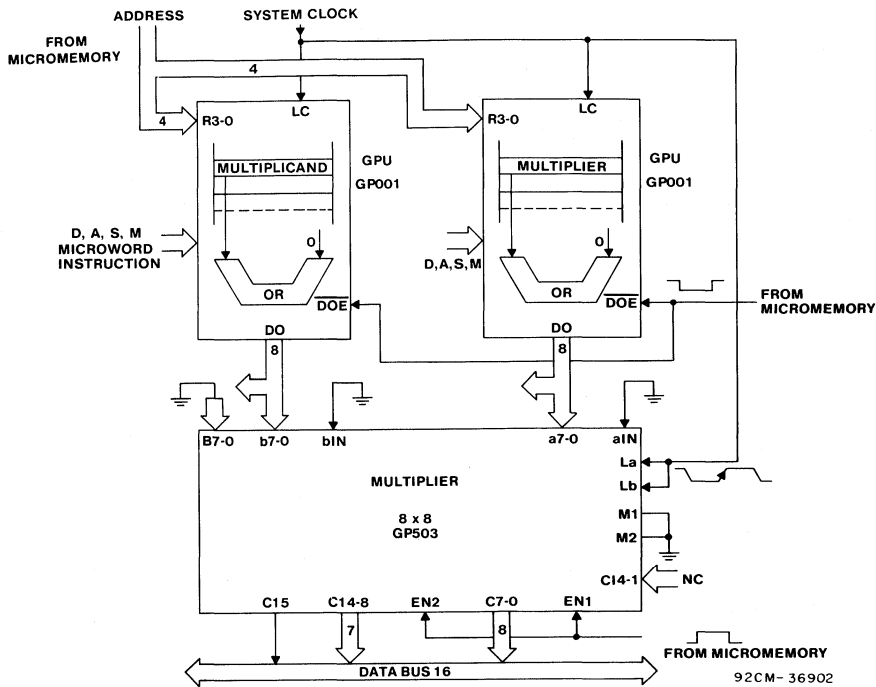 ADDRESS
SYSTEM CLOCK
FROM
MICROMEMORY
4
4
R3-0
LC
MULTIPLICAND
GPU
GP001
D, A, S, M
MICROWORD
INSTRUCTION
0
OR
DOE
DO
8
R3-0
LC
MULTIPLIER
GPU
GP001
D,A,S,M
0
OR
DOE
DO
8
FROM
MICROMEMORY
B7-0
b7-0
bIN
a7-0
aIN
MULTIPLIER
8 x 8
GP503
La
Lb
M1
M2
CI4-1
NC
C15
C14-8
EN2
C7-0
EN1
7
8
FROM MICROMEMORY
DATA BUS 16
92CM-36902